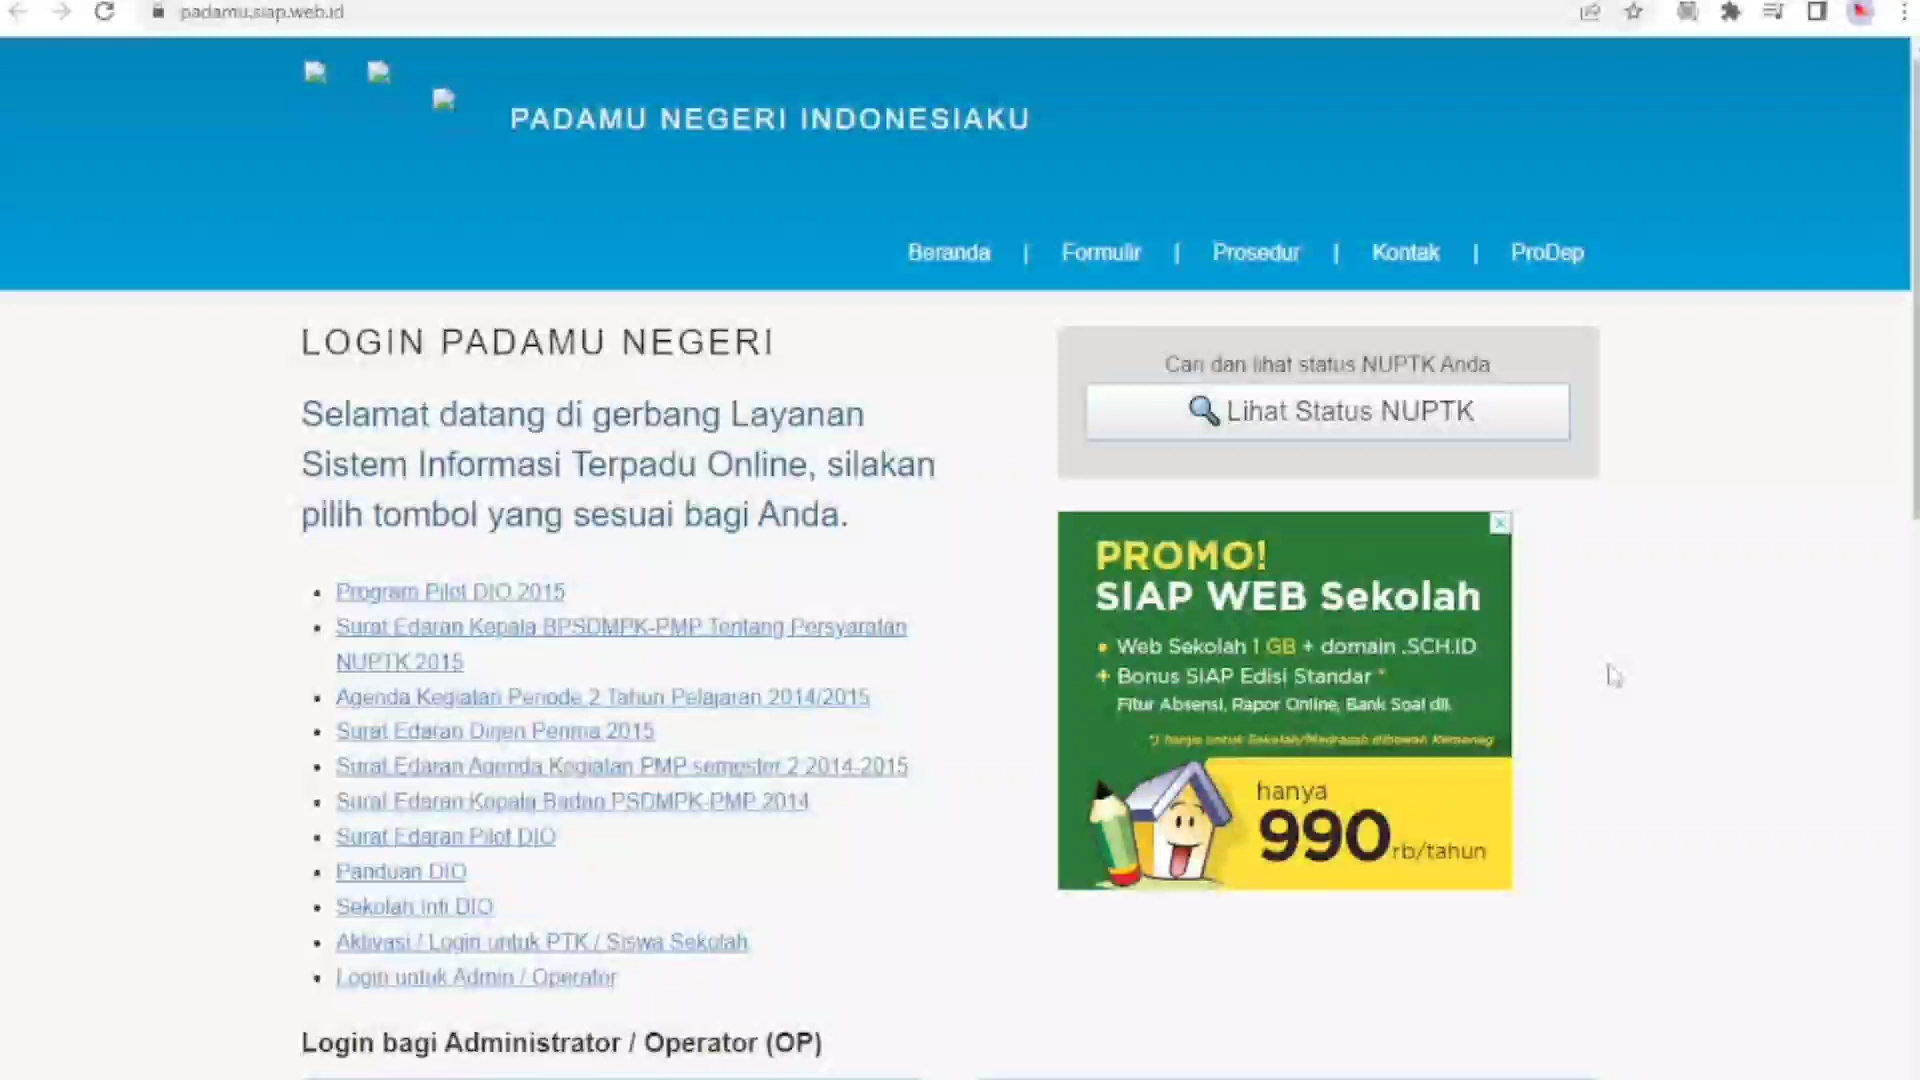 padamu.siap.web.id
PADAMU NEGERI INDONESIAKU
Beranda | Formulir | Prosedur | Kontak | ProDep
LOGIN PADAMU NEGERI
Selamat datang di gerbang Layanan
Sistem Informasi Terpadu Online, silakan
pilih tombol yang sesuai bagi Anda.
Program Pilot DIO 2015
Surat Edaran Kepala BPSDMPK-PMP Tentang Persyaratan
NUPTK 2015
Agenda Kegiatan Periode 2 Tahun Pelajaran 2014/2015
Surat Edaran Dirjen Penma 2015
Surat Edaran Agenda Kegiatan PMP semester 2 2014-2015
Surat Edaran Kepala Badan PSDMPK-PMP 2014
Surat Edaran Pilot DIO
Panduan DIO
Sekolah Inti DIO
Aktivasi / Login untuk PTK / Siswa Sekolah
Login untuk Admin / Operator
Login bagi Administrator / Operator (OP)
Cari dan lihat status NUPTK Anda
Lihat Status NUPTK
PROMO!
SIAP WEB Sekolah
Web Sekolah 1 GB + domain .SCH.ID
+ Bonus SIAP Edisi Standar *
Fitur Absensi, Rapor Online, Bank Soal dll.
*) hanya untuk Sekolah/Madrasah dibawah Kemenag
hanya
990 rb/tahun